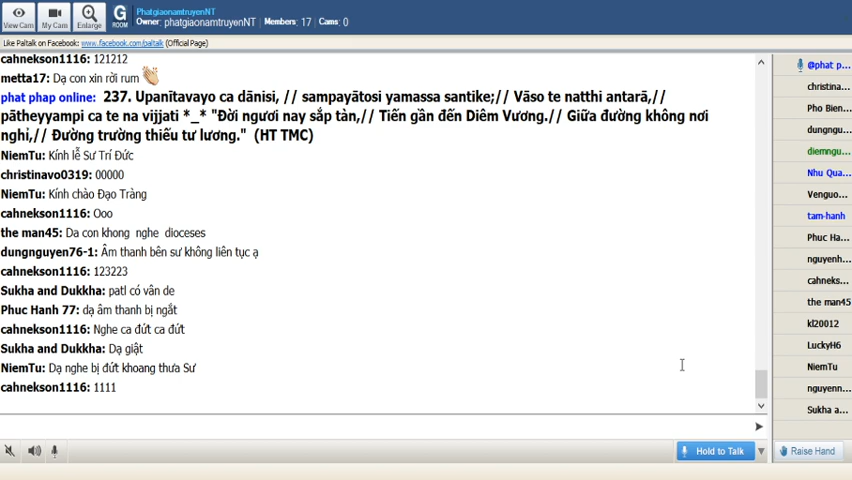 PhatgiaonamtruyenNT
Owner: phatgiaonamtruyenNT Members: 17 Cams: 0
View Cam My Cam Enlarge G ROOM
Like Paltalk on Facebook: www.facebook.com/paltalk (Official Page)
cahnekson1116: 121212
metta17: Dạ con xin rời rum
phat phap online: 237. Upanītavayo ca dānisi, // sampayātosi yamassa santike;// Vāso te natthi antarā,//
pātheyyampi ca te na vijjati *_* "Đời ngươi nay sắp tàn,// Tiến gần đến Diêm Vương.// Giữa đường không nơi
nghỉ,// Đường trường thiếu tư lương." (HT TMC)
NiemTu: Kính lễ Sư Trí Đức
christinavo0319: 00000
NiemTu: Kính chào Đạo Tràng
cahnekson1116: Ooo
the man45: Da con khong nghe dioceses
dungnguyen76-1: Âm thanh bên sư không liên tục ạ
cahnekson1116: 123223
Sukha and Dukkha: patl có vân de
Phuc Hanh 77: dạ âm thanh bị ngắt
cahnekson1116: Nghe ca đứt ca đứt
Sukha and Dukkha: Dạ giật
NiemTu: Dạ nghe bị đứt khoang thưa Sư
cahnekson1116: 1111
@phat p...
christina...
Pho Bien...
dungngu...
diemngu...
Nhu Qua...
Venguo...
tam-hanh
Phuc Ha...
nguyenh...
cahneks...
the man45
kl20012
LuckyH6
NiemTu
nguyenn...
Sukha a...
Hold to Talk
Raise Hand